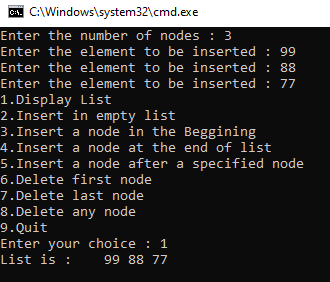 C:\Windows\system32\cmd.exe
Enter the number of nodes : 3
Enter the element to be inserted : 99
Enter the element to be inserted : 88
Enter the element to be inserted : 77
1.Display List
2.Insert in empty list
3.Insert a node in the Beggining
4.Insert a node at the end of list
5.Insert a node after a specified node
6.Delete first node
7.Delete last node
8.Delete any node
9.Quit
Enter your choice : 1
List is :    99 88 77